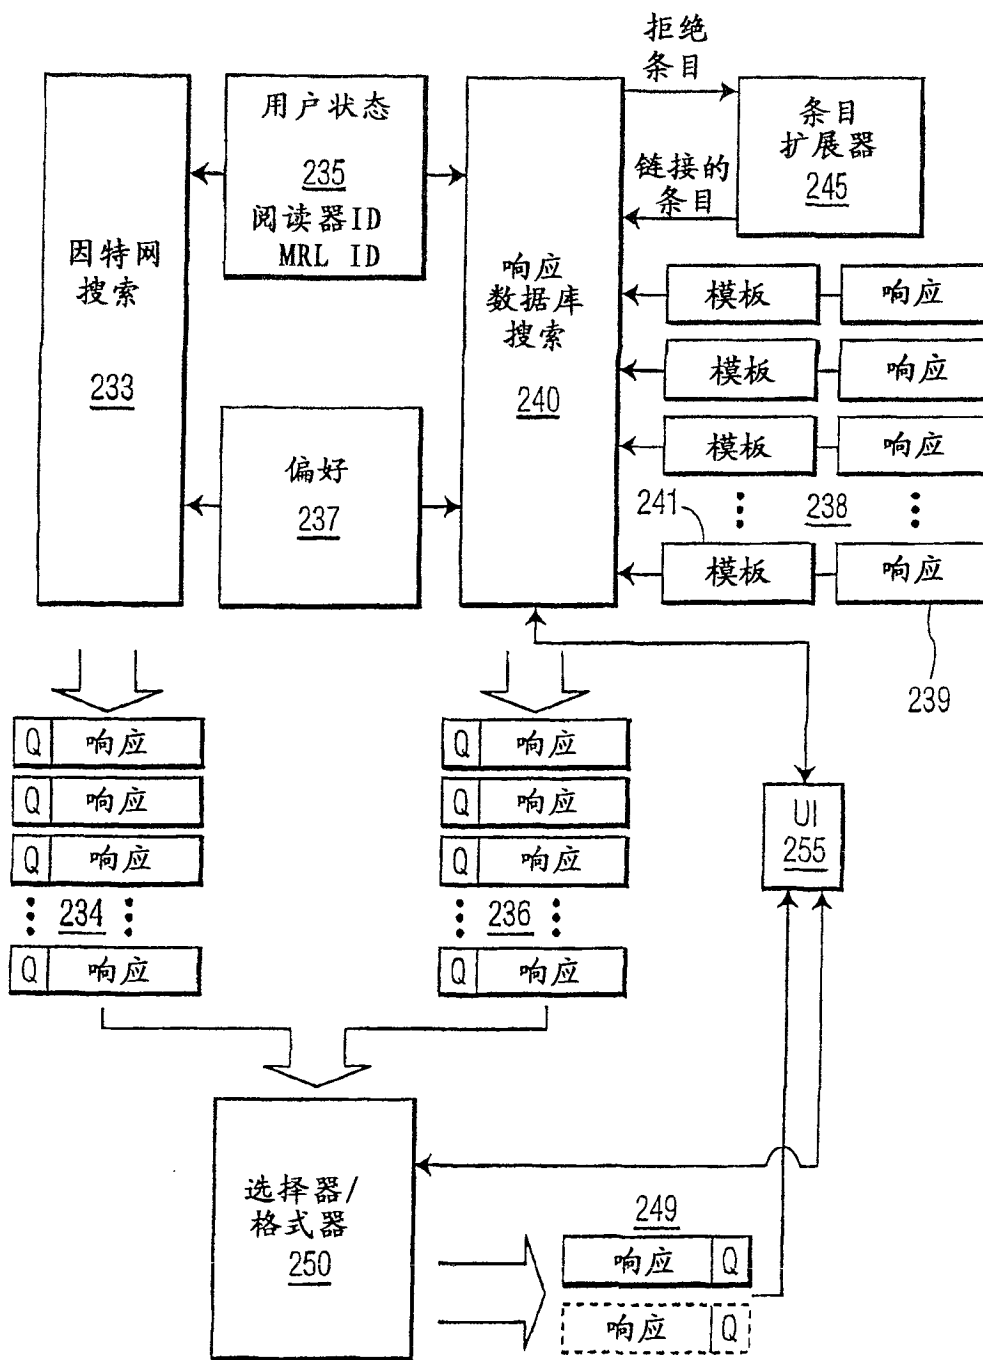 拒绝
条目
用户状态
235
阅读器ID
MRL ID
条目
扩展器
245
链接的
条目
因特网
搜索
233
响应
数据库
搜索
240
模板
响应
模板
响应
模板
响应
偏好
237
241
238
模板
响应
239
Q 响应
Q 响应
Q 响应
Q 响应
Q 响应
Q 响应
234
236
Q 响应
Q 响应
UI
255
选择器/
格式器
250
249
响应 Q
响应 Q